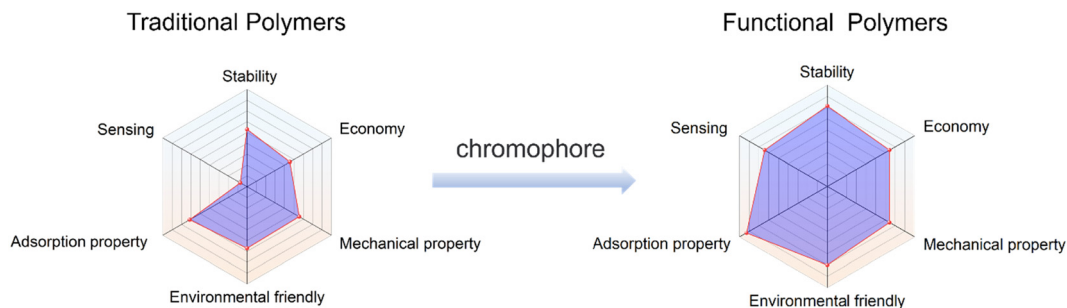 Traditional Polymers
Stability
Sensing
Economy
Adsorption property
Mechanical property
Environmental friendly
chromophore
Functional Polymers
Stability
Sensing
Economy
Adsorption property
Mechanical property
Environmental friendly